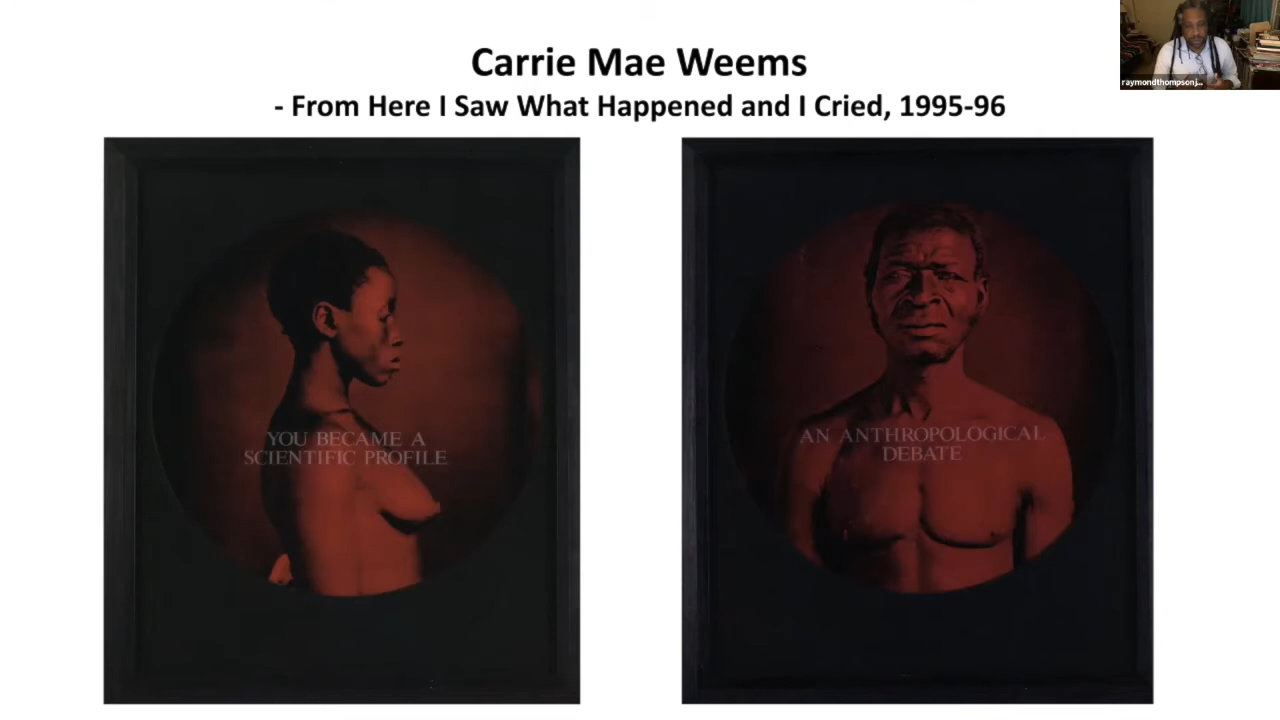 Carrie Mae Weems
- From Here I Saw What Happened and I Cried, 1995-96
raymondthompsonj...
YOU BECAME A
SCIENTIFIC PROFILE
AN ANTHROPOLOGICAL
DEBATE